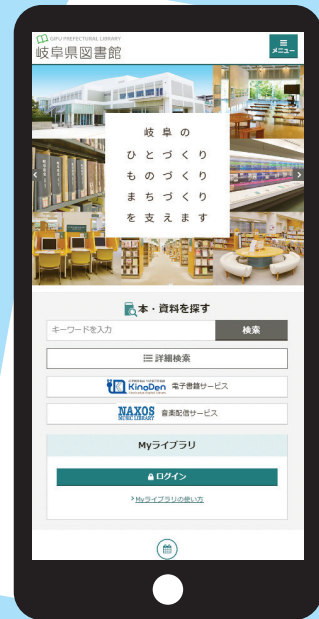 GIFU PREFECTURAL LIBRARY
岐阜県図書館
メニュー
岐阜の
ひとづくり
ものづくり
まちづくり
を支えます
本・資料を探す
キーワードを入力
検索
詳細検索
KinoDen 電子書籍サービス
NAXOS MUSIC LIBRARY 音楽配信サービス
Myライブラリ
ログイン
Myライブラリの使い方